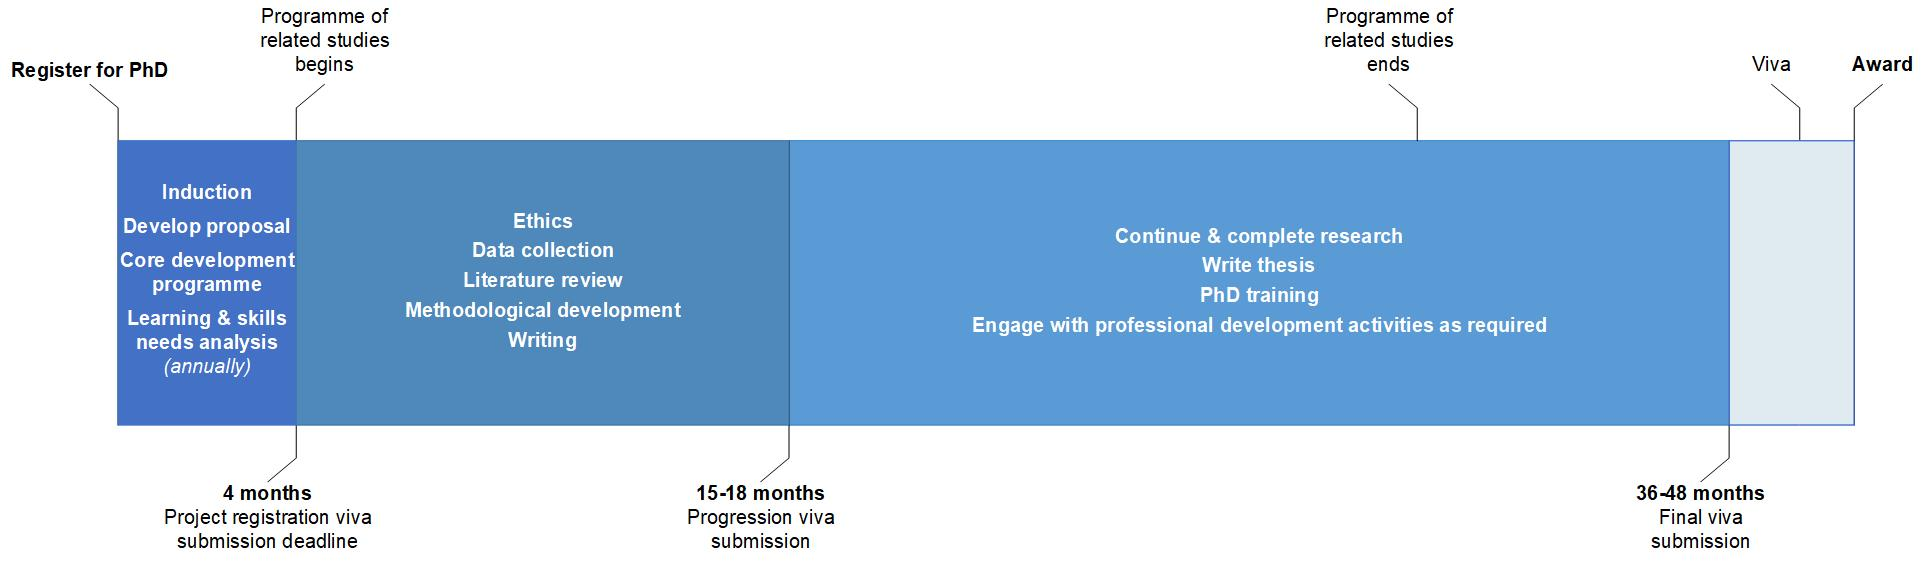 Register for PhD
Programme of
related studies
begins
Programme of
related studies
ends
Viva
Award
Induction
Develop proposal
Core development
programme
Learning & skills
needs analysis
(annually)
Ethics
Data collection
Literature review
Methodological development
Writing
Continue & complete research
Write thesis
PhD training
Engage with professional development activities as required
4 months
Project registration viva
submission deadline
15-18 months
Progression viva
submission
36-48 months
Final viva
submission